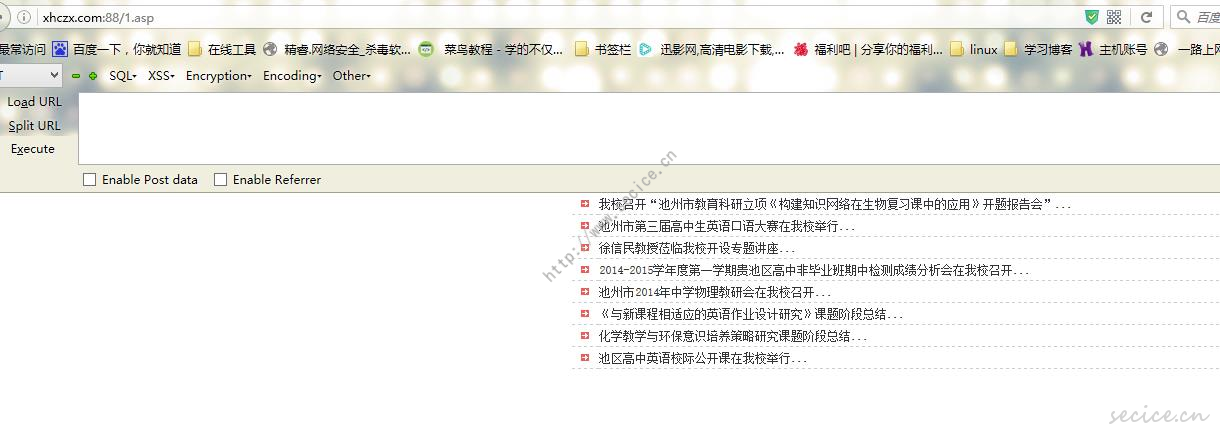 xhczx.com:88/1.asp
百度
最常访问 百度一下，你就知道 在线工具 精睿,网络安全_杀毒软... 菜鸟教程 - 学的不仅... 书签栏 迅影网,高清电影下载,... 福利吧 | 分享你的福利... linux 学习博客 主机账号 一路上网
T SQL XSS Encryption Encoding Other
Load URL
Split URL
Execute
Enable Post data Enable Referrer
我校召开“池州市教育科研立项《构建知识网络在生物复习课中的应用》开题报告会”...
池州市第三届高中生英语口语大赛在我校举行...
徐信民教授莅临我校开设专题讲座...
2014-2015学年度第一学期贵池区高中非毕业班期中检测成绩分析会在我校召开...
池州市2014年中学物理教研会在我校召开...
《与新课程相适应的英语作业设计研究》课题阶段总结...
化学教学与环保意识培养策略研究课题阶段总结...
池区高中英语校际公开课在我校举行...
http://www.secice.cn
secice.cn